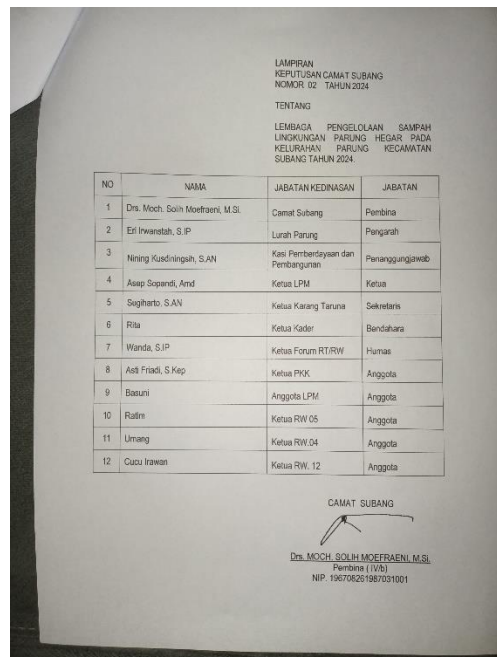 LAMPIRAN
KEPUTUSAN CAMAT SUBANG
NOMOR 02 TAHUN 2024
TENTANG
LEMBAGA PENGELOLAAN SAMPAH
LINGKUNGAN PARUNG HEGAR PADA
KELURAHAN PARUNG KECAMATAN
SUBANG TAHUN 2024.
NO NAMA JABATAN KEDINASAN JABATAN
1 Drs. Moch. Solih Moefraeni, M.Si. Camat Subang Pembina
2 Eri Irwanstah, S.IP Lurah Parung Pengarah
3 Nining Kusdiningsih, S.AN Kasi Pemberdayaan dan Pembangunan Penanggungjawab
4 Asep Sopandi, Amd Ketua LPM Ketua
5 Sugiharto, S.AN Ketua Karang Taruna Sekretaris
6 Rita Ketua Kader Bendahara
7 Wanda, S.IP Ketua Forum RT/RW Humas
8 Asti Friadi, S.Kep Ketua PKK Anggota
9 Basuni Anggota LPM Anggota
10 Ratim Ketua RW 05 Anggota
11 Umang Ketua RW.04 Anggota
12 Cucu Irawan Ketua RW. 12 Anggota
CAMAT SUBANG
Drs. MOCH. SOLIH MOEFRAENI, M.Si.
Pembina ( IV/b)
NIP. 196708261987031001